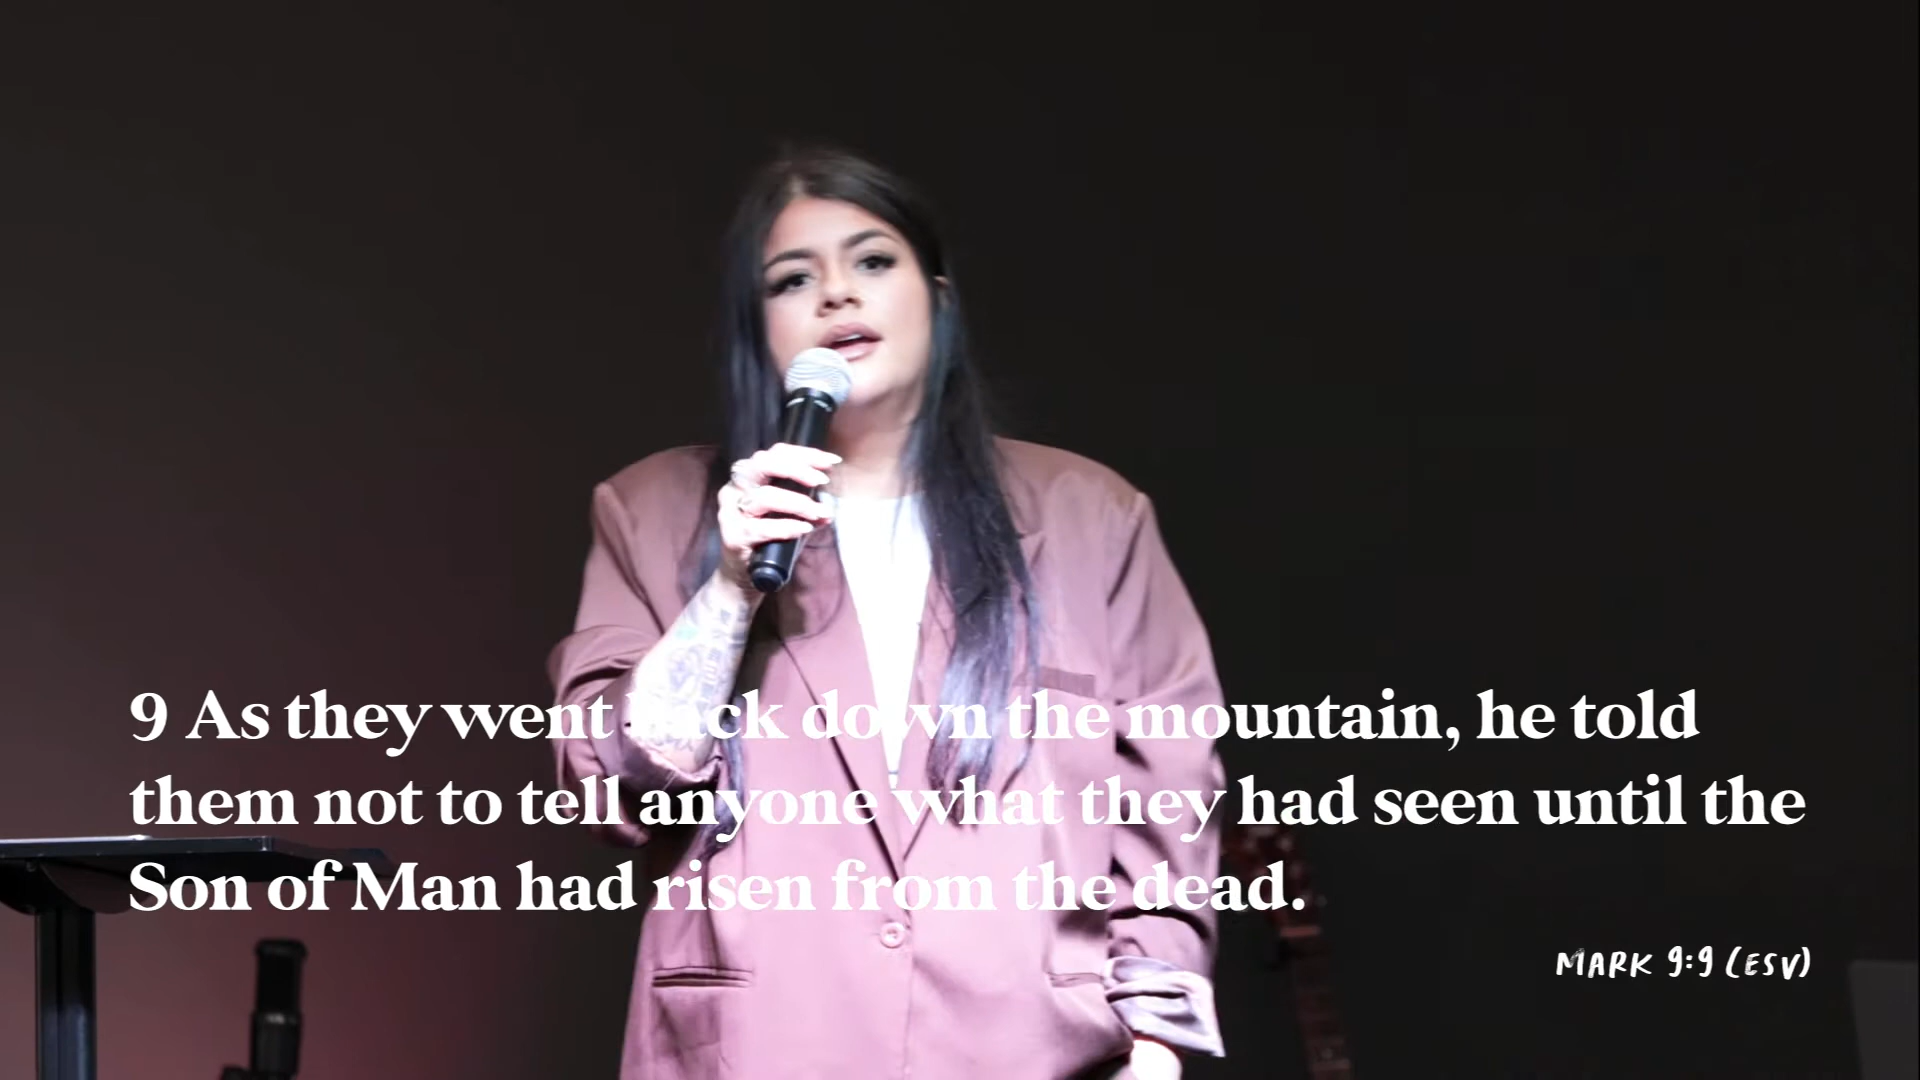 9 As they went back down the mountain, he told
them not to tell anyone what they had seen until the
Son of Man had risen from the dead.
MARK 9:9 (ESV)